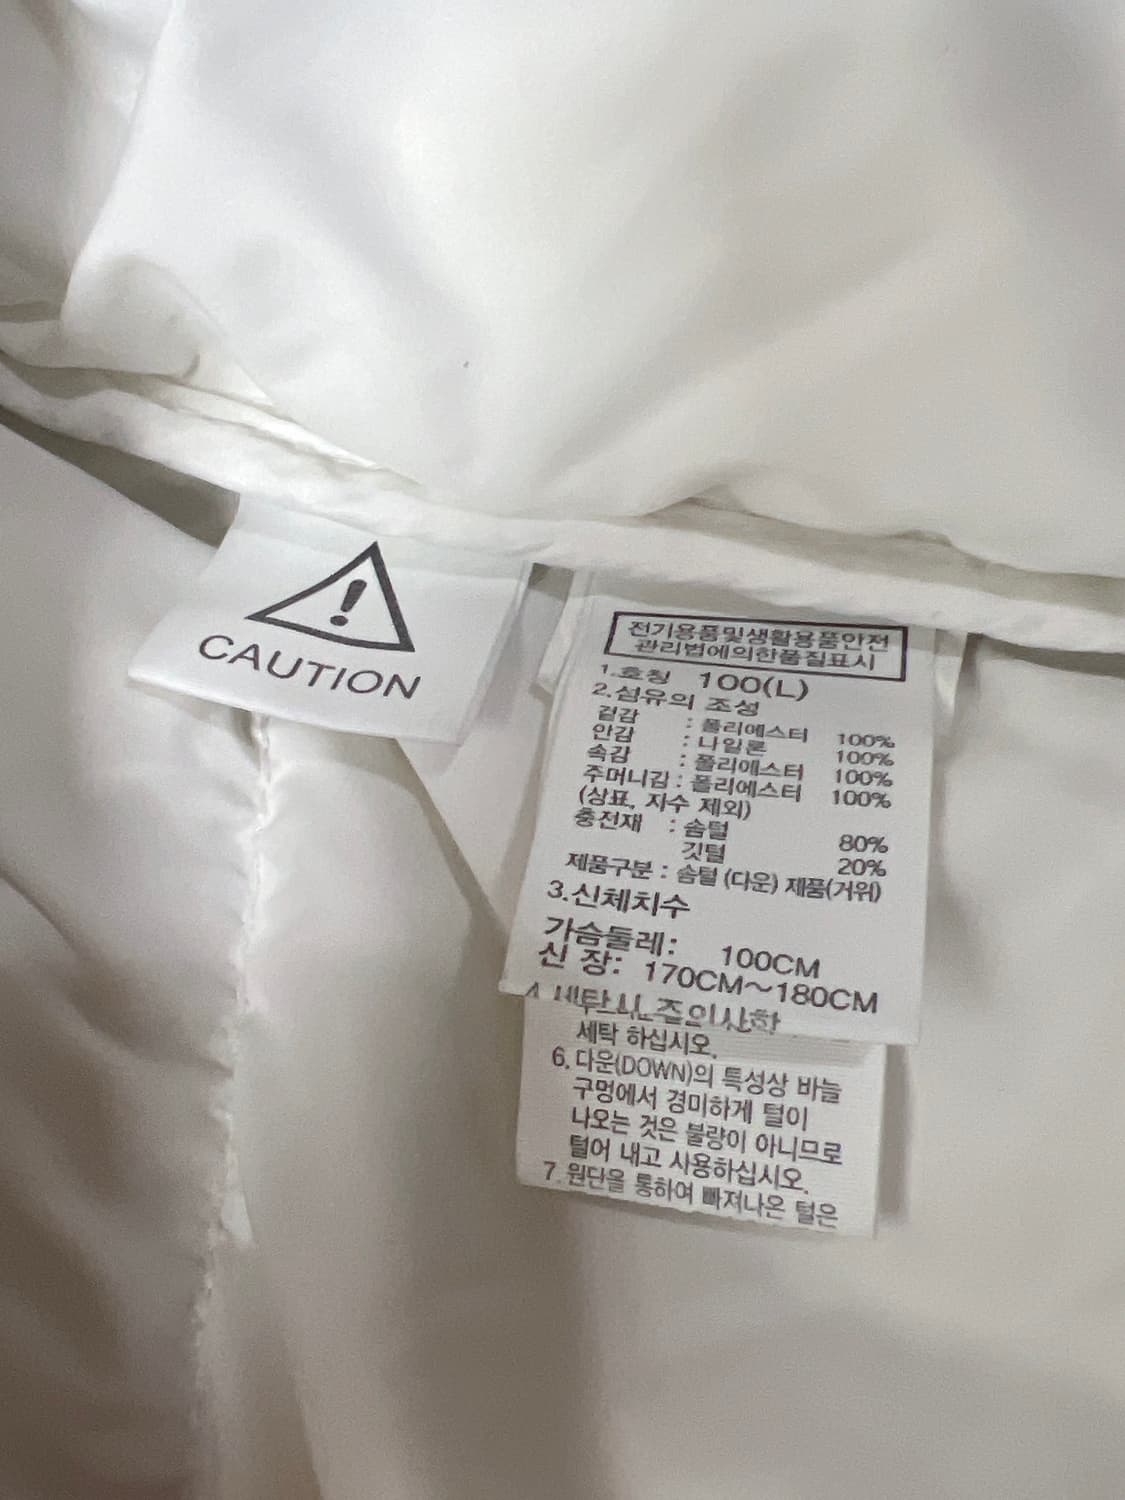 CAUTION
전기용품및생활용품안전
관리법에의한품질표시
1.호칭 100(L)
2.섬유의 조성
겉감 : 폴리에스터 100%
안감 : 나일론 100%
속감 : 폴리에스터 100%
주머니감 : 폴리에스터 100%
(상표, 자수 제외)
충전재 : 솜털 80%
깃털 20%
제품구분 : 솜털 (다운) 제품(거위)
3.신체치수
가슴둘레: 100CM
신 장: 170CM~180CM
4.세탁시 주의사항
세탁 하십시오.
6. 다운(DOWN)의 특성상 바늘
구멍에서 경미하게 털이
나오는 것은 불량이 아니므로
털어 내고 사용하십시오.
7. 원단을 통하여 빠져나온 털은